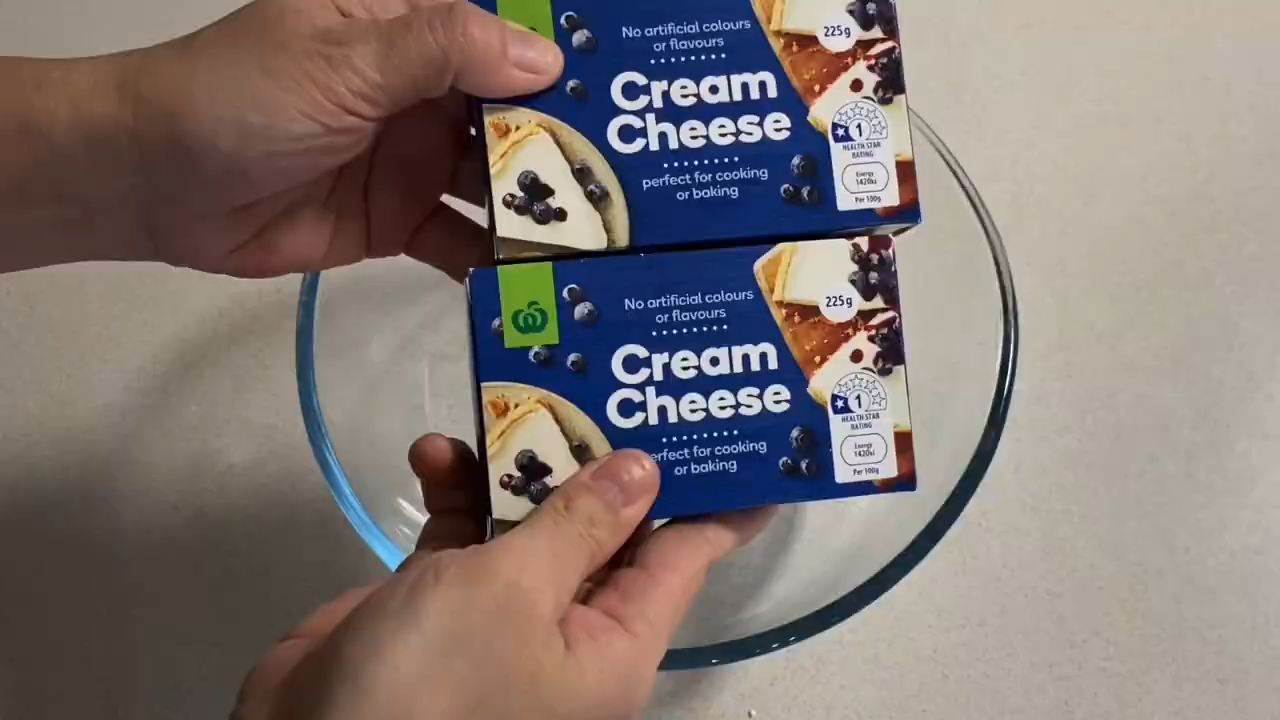 No artificial colours
or flavours
225g
Cream
Cheese
1
HEALTH STAR
RATING
perfect for cooking
or baking
Energy
1420kJ
Per 100g
No artificial colours
or flavours
225g
Cream
Cheese
1
HEALTH STAR
RATING
perfect for cooking
or baking
Energy
1420kJ
Per 100g